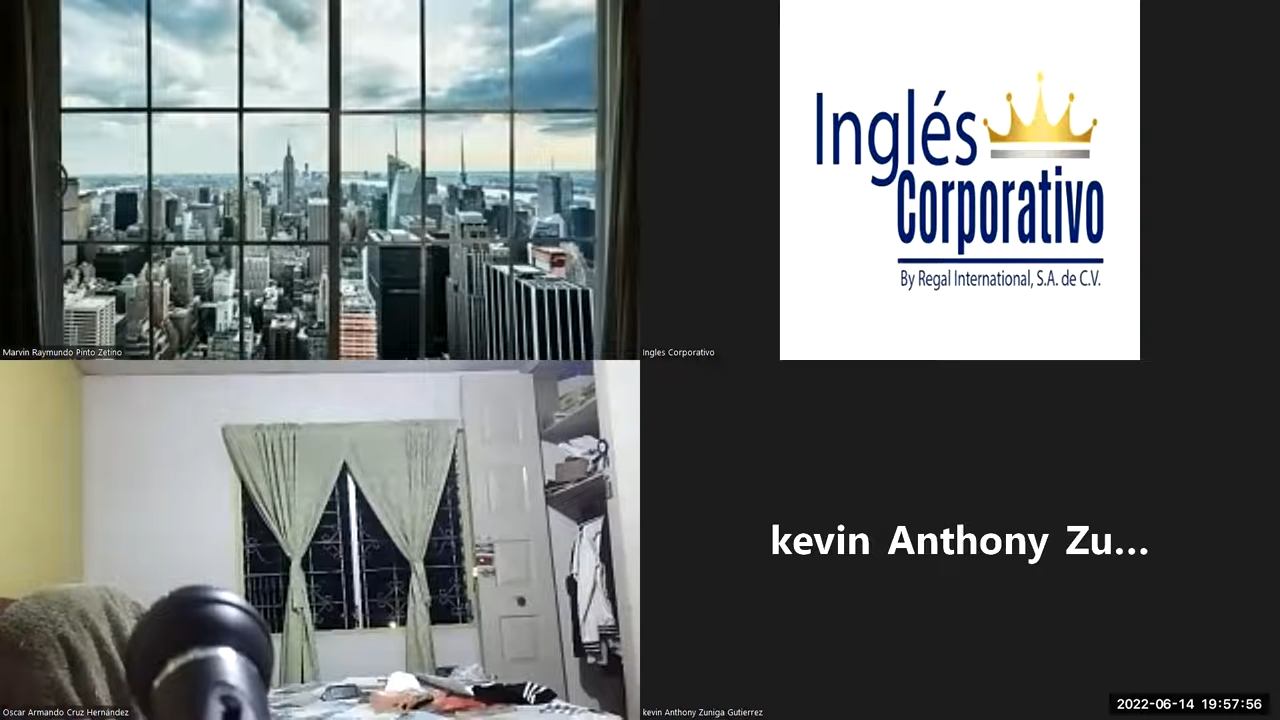 Inglés
Corporativo
By Regal International, S.A. de C.V.
Marvin Raymundo Pinto Zetino
Ingles Corporativo
kevin Anthony Zu...
Oscar Armando Cruz Hernández
kevin Anthony Zuniga Gutierrez
2022-06-14 19:57:56